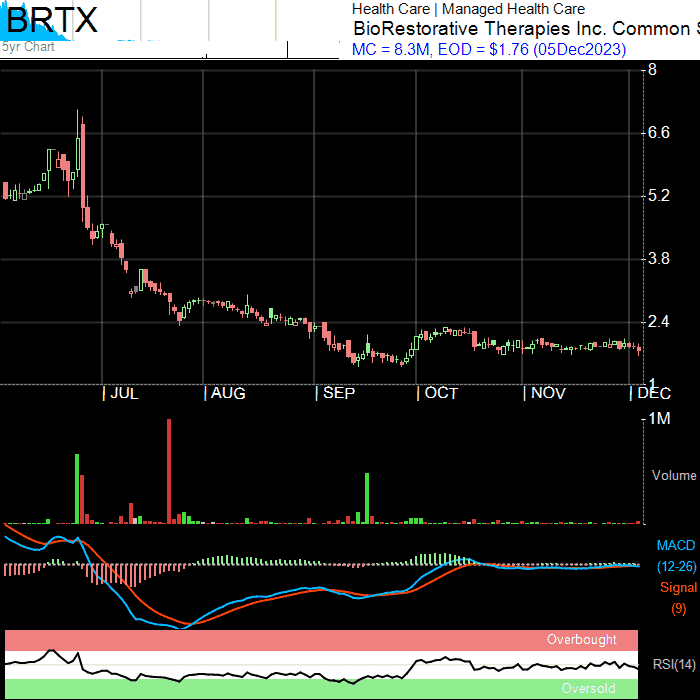 BRTX
Health Care | Managed Health Care
BioRestorative Therapies Inc. Common S
5yr Chart
MC = 8.3M, EOD = $1.76 (05Dec2023)
8
6.6
5.2
3.8
2.4
1
JUL
AUG
SEP
OCT
NOV
DEC
1M
Volume
MACD
(12-26)
Signal
(9)
Overbought
RSI(14)
Oversold